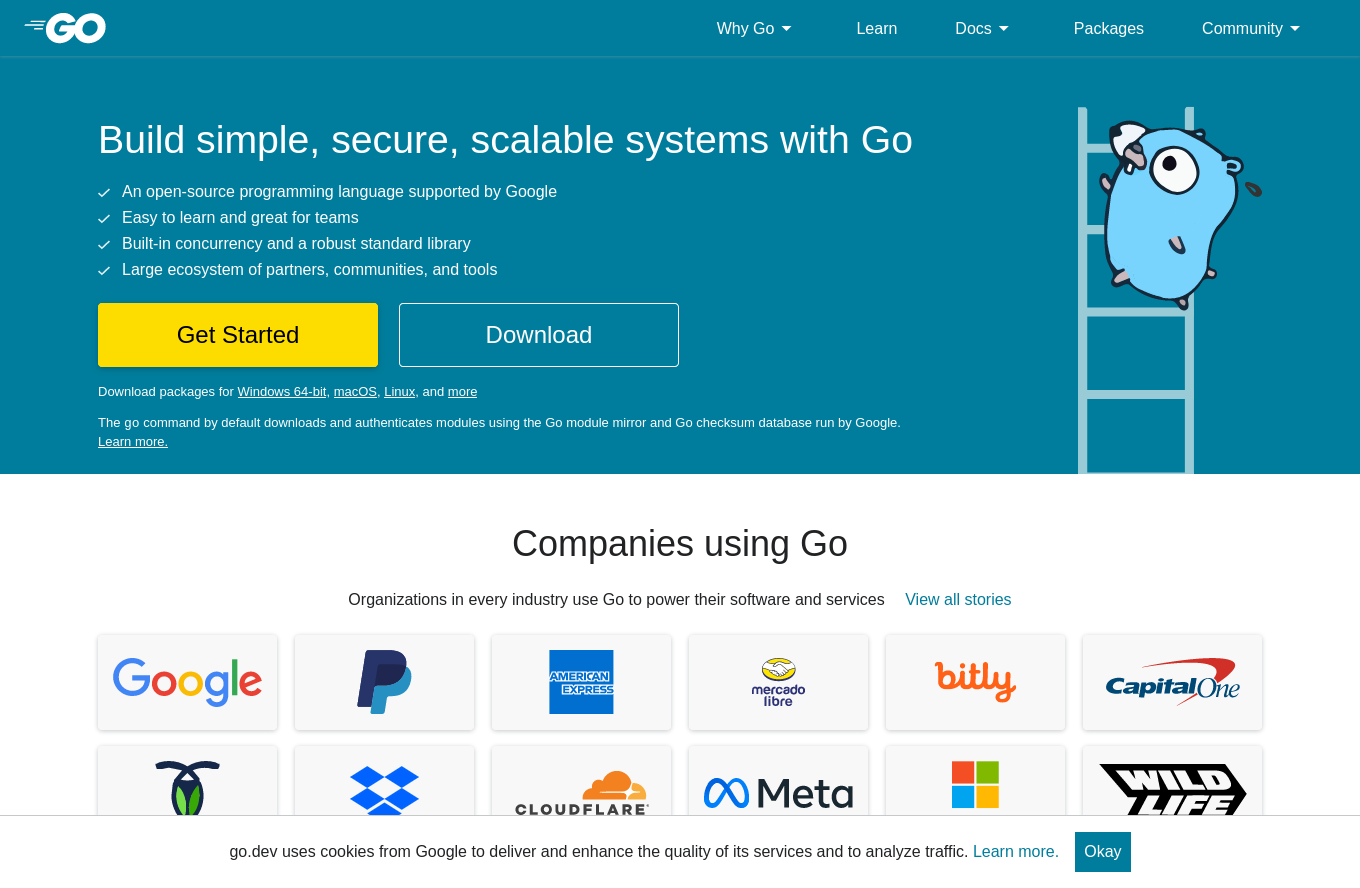 GO
Why Go
Learn
Docs
Packages
Community
Build simple, secure, scalable systems with Go
An open-source programming language supported by Google
Easy to learn and great for teams
Built-in concurrency and a robust standard library
Large ecosystem of partners, communities, and tools
Get Started
Download
Download packages for Windows 64-bit, macOS, Linux, and more
The go command by default downloads and authenticates modules using the Go module mirror and Go checksum database run by Google.
Learn more.
Companies using Go
Organizations in every industry use Go to power their software and services View all stories
Google
P
AMERICAN
EXPRESS
mercado
libre
bitly
Capital One
CLOUDFLARE
Meta
WILD
LIFE
go.dev uses cookies from Google to deliver and enhance the quality of its services and to analyze traffic. Learn more.
Okay